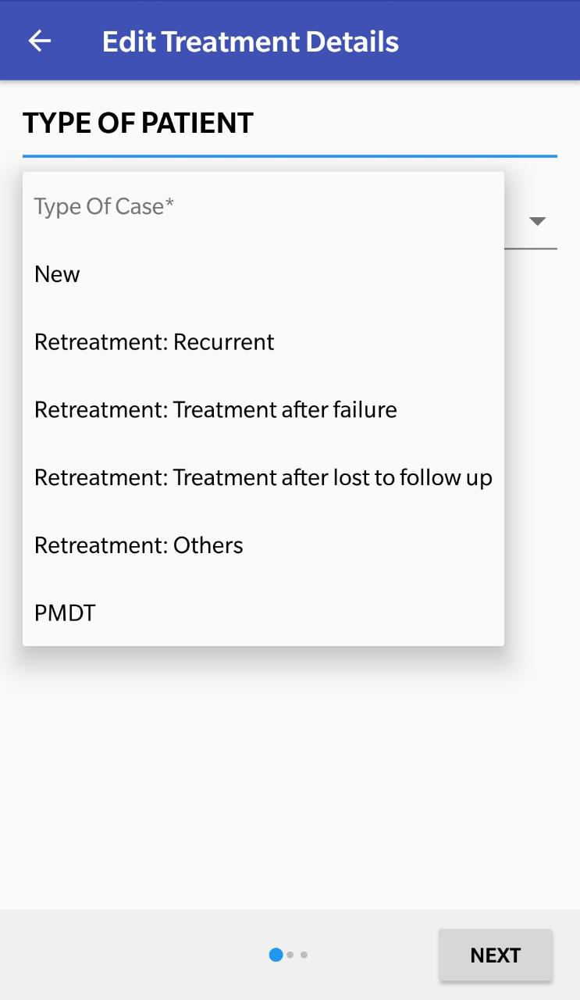 Edit Treatment Details
TYPE OF PATIENT
Type Of Case*
New
Retreatment: Recurrent
Retreatment: Treatment after failure
Retreatment: Treatment after lost to follow up
Retreatment: Others
PMDT
NEXT